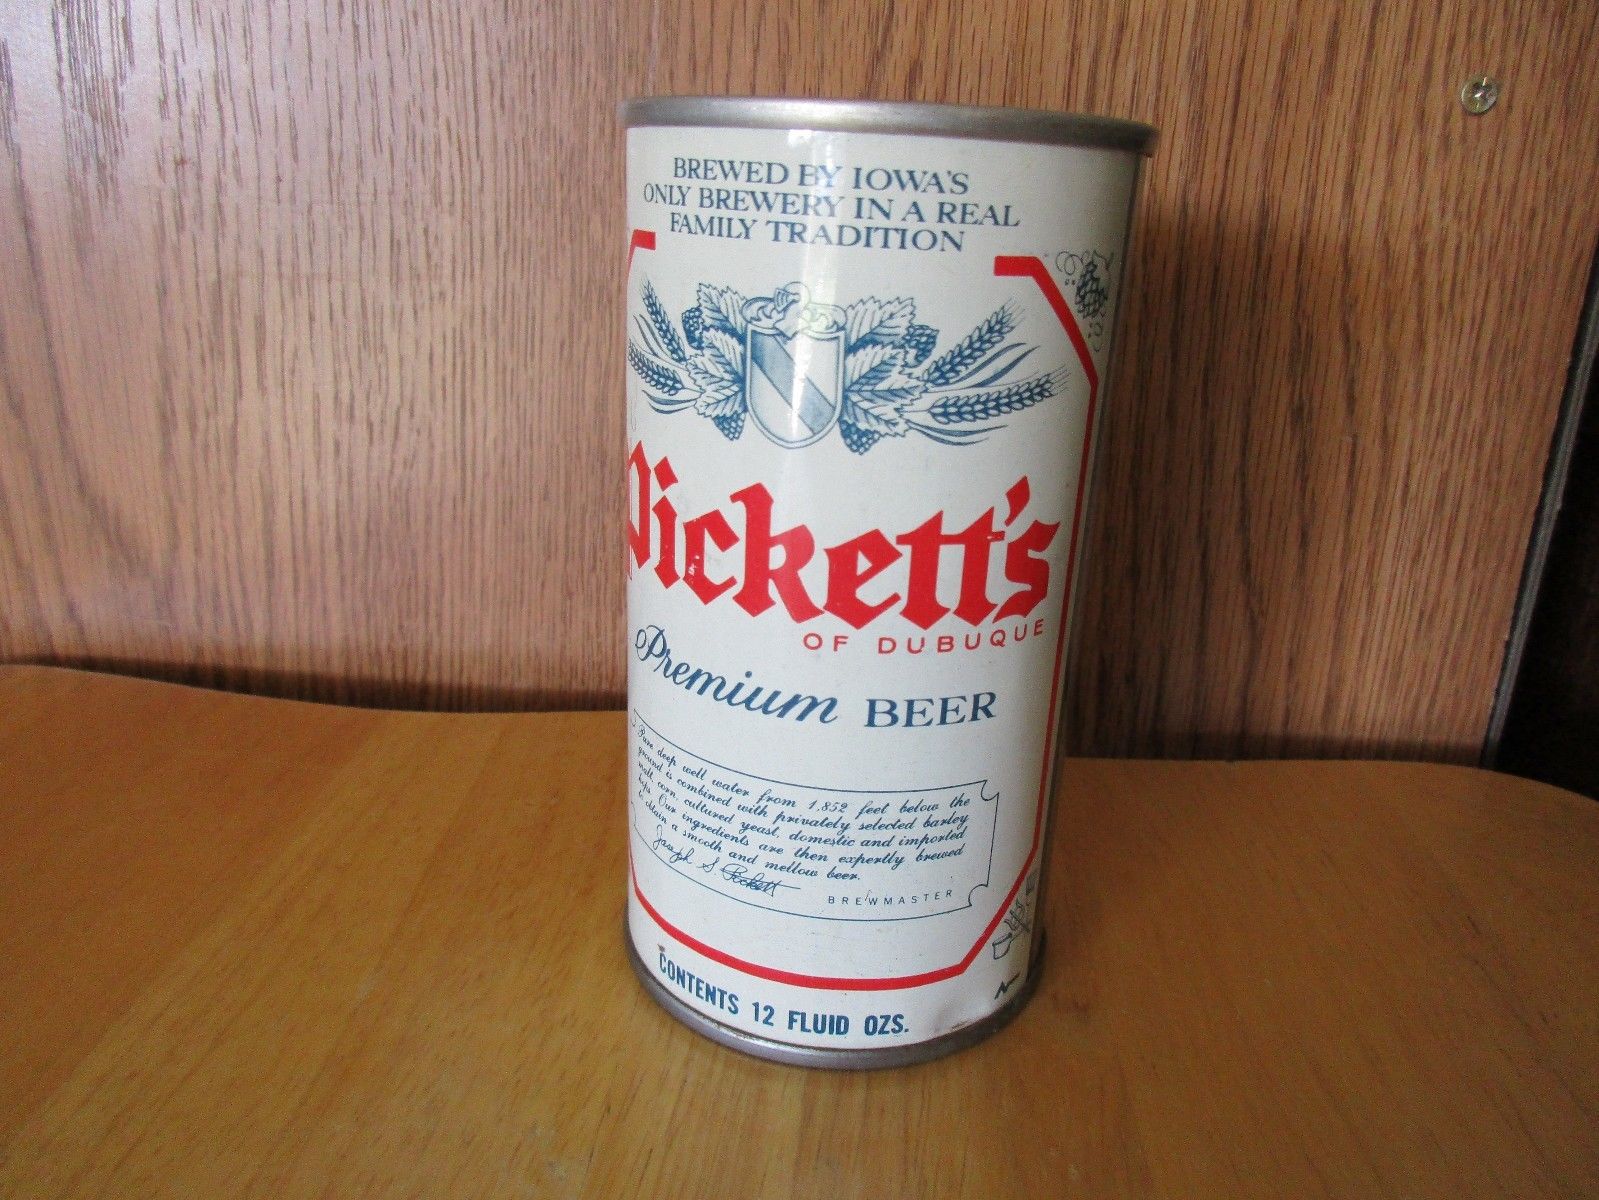 BREWED BY IOWA'S
ONLY BREWERY IN A REAL
FAMILY TRADITION
Pickett's
OF DUBUQUE
Premium BEER
Pure deep well water from 1,852 feet below the
ground is combined with privately selected barley
malt, corn, cultured yeast, domestic and imported
hops. Our ingredients are then expertly brewed
to obtain a smooth and mellow beer.
Joseph S. Pickett
BREWMASTER
CONTENTS 12 FLUID OZS.